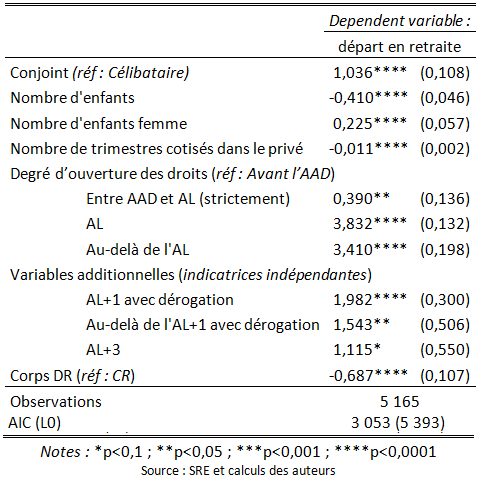 Dependent variable :
départ en retraite
Conjoint (réf : Célibataire) 1,036**** (0,108)
Nombre d'enfants -0,410**** (0,046)
Nombre d'enfants femme 0,225**** (0,057)
Nombre de trimestres cotisés dans le privé -0,011**** (0,002)
Degré d’ouverture des droits (réf : Avant l’AAD)
Entre AAD et AL (strictement) 0,390** (0,136)
AL 3,832**** (0,132)
Au-delà de l'AL 3,410**** (0,198)
Variables additionnelles (indicatrices indépendantes)
AL+1 avec dérogation 1,982**** (0,300)
Au-delà de l'AL+1 avec dérogation 1,543** (0,506)
AL+3 1,115* (0,550)
Corps DR (réf : CR) -0,687**** (0,107)
Observations 5 165
AIC (L0) 3 053 (5 393)
Notes : *p<0,1 ; **p<0,05 ; ***p<0,001 ; ****p<0,0001
Source : SRE et calculs des auteurs